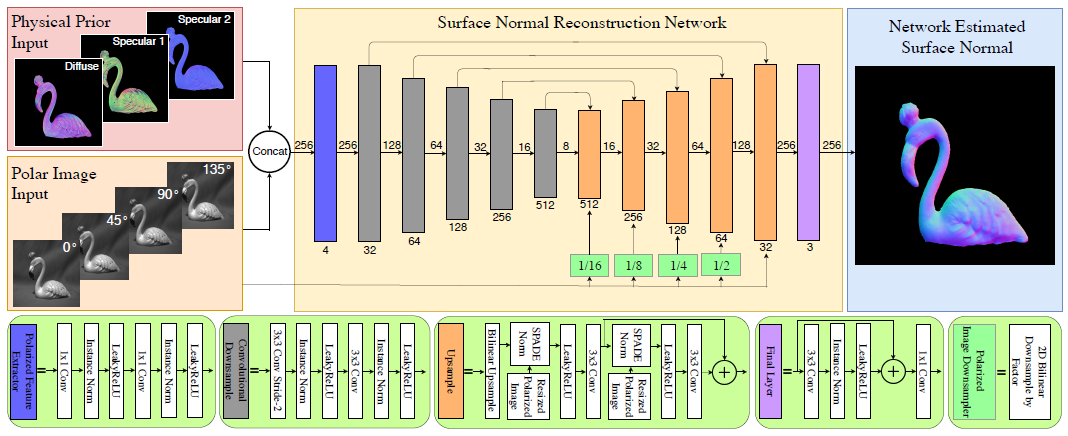 Physical Prior
Input
Specular 2
Specular 1
Diffuse
Polar Image
Input
135°
90°
45°
0°
Concat
Surface Normal Reconstruction Network
256
256
128
64
32
16
8
16
32
64
128
256
256
4
32
64
128
256
512
512
256
128
64
32
3
1/16
1/8
1/4
1/2
Network Estimated
Surface Normal
Polarized Feature
Extractor
=
1x1 Conv
Instance Norm
LeakyReLU
1x1 Conv
Instance Norm
LeakyReLU
Convolutional
Downsample
=
3x3 Conv Stride-2
Instance Norm
LeakyReLU
3x3 Conv
Instance Norm
LeakyReLU
Upsample
=
Bilinear Upsample
SPADE
Norm
Resized
Polarized
Image
LeakyReLU
3x3 Conv
SPADE
Norm
Resized
Polarized
Image
LeakyReLU
3x3 Conv
+
Final Layer
=
3x3 Conv
Instance Norm
LeakyReLU
+
1x1 Conv
Polarized
Image Downsampler
=
2D Bilinear
Downsample by
Factor